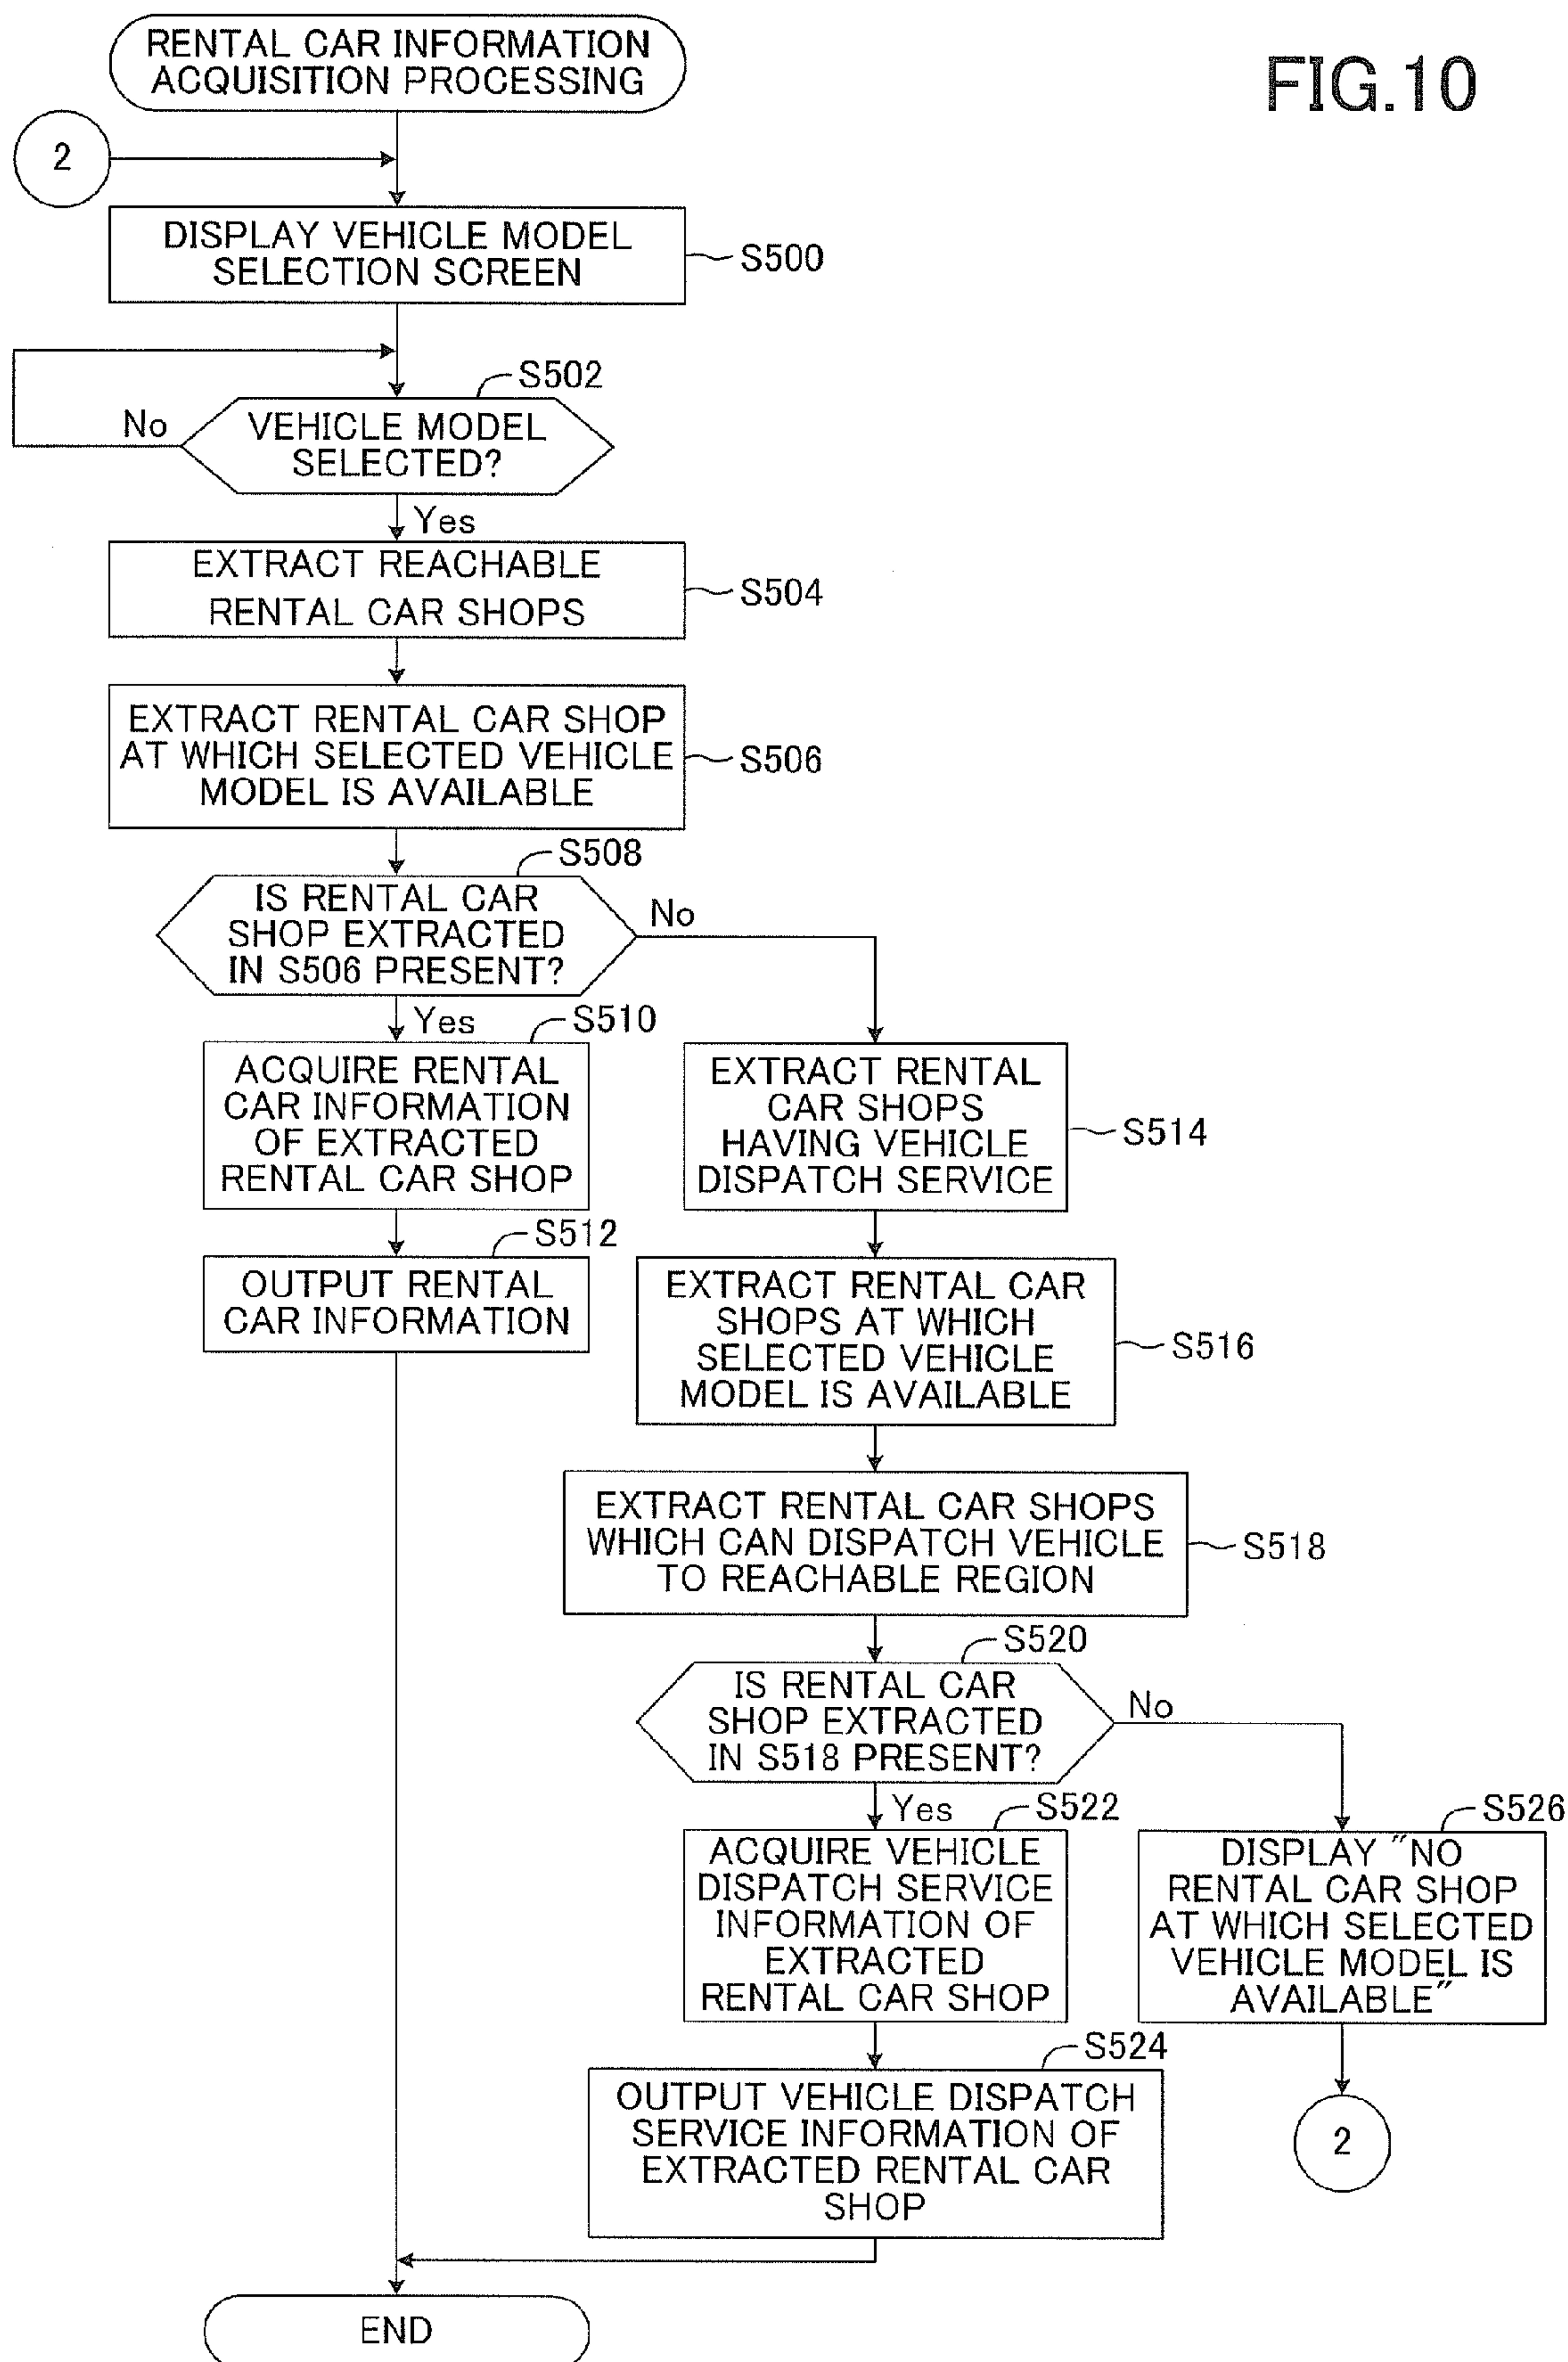 RENTAL CAR INFORMATION
ACQUISITION PROCESSING
FIG.10
2
DISPLAY VEHICLE MODEL
SELECTION SCREEN
S500
S502
No
VEHICLE MODEL
SELECTED?
Yes
EXTRACT REACHABLE
RENTAL CAR SHOPS
S504
EXTRACT RENTAL CAR SHOP
AT WHICH SELECTED VEHICLE
MODEL IS AVAILABLE
S506
S508
IS RENTAL CAR
SHOP EXTRACTED
IN S506 PRESENT?
No
Yes
S510
ACQUIRE RENTAL
CAR INFORMATION
OF EXTRACTED
RENTAL CAR SHOP
EXTRACT RENTAL
CAR SHOPS
HAVING VEHICLE
DISPATCH SERVICE
S514
S512
OUTPUT RENTAL
CAR INFORMATION
EXTRACT RENTAL CAR
SHOPS AT WHICH
SELECTED VEHICLE
MODEL IS AVAILABLE
S516
EXTRACT RENTAL CAR SHOPS
WHICH CAN DISPATCH VEHICLE
TO REACHABLE REGION
S518
S520
IS RENTAL CAR
SHOP EXTRACTED
IN S518 PRESENT?
No
Yes
S522
ACQUIRE VEHICLE
DISPATCH SERVICE
INFORMATION OF
EXTRACTED
RENTAL CAR SHOP
S526
DISPLAY "NO
RENTAL CAR SHOP
AT WHICH SELECTED
VEHICLE MODEL IS
AVAILABLE"
S524
OUTPUT VEHICLE DISPATCH
SERVICE INFORMATION OF
EXTRACTED RENTAL CAR
SHOP
2
END